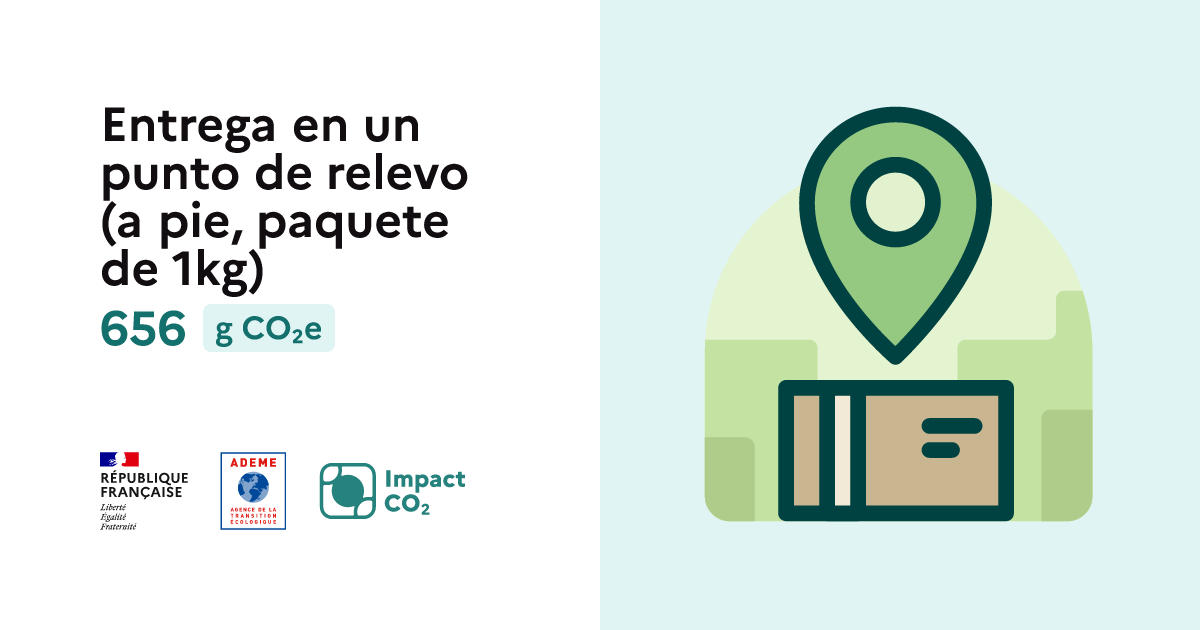 Entrega en un
punto de relevo
(a pie, paquete
de 1kg)
656 g CO₂e
RÉPUBLIQUE
FRANÇAISE
Liberté
Égalité
Fraternité
ADEME
AGENCE DE LA
TRANSITION
ÉCOLOGIQUE
Impact
CO₂